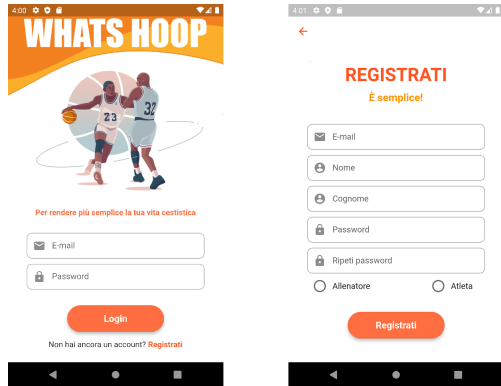 4:00
WHATS HOOP
23
32
Per rendere più semplice la tua vita cestistica
E-mail
Password
Login
Non hai ancora un account? Registrati
4:01
REGISTRATI
È semplice!
E-mail
Nome
Cognome
Password
Ripeti password
Allenatore
Atleta
Registrati